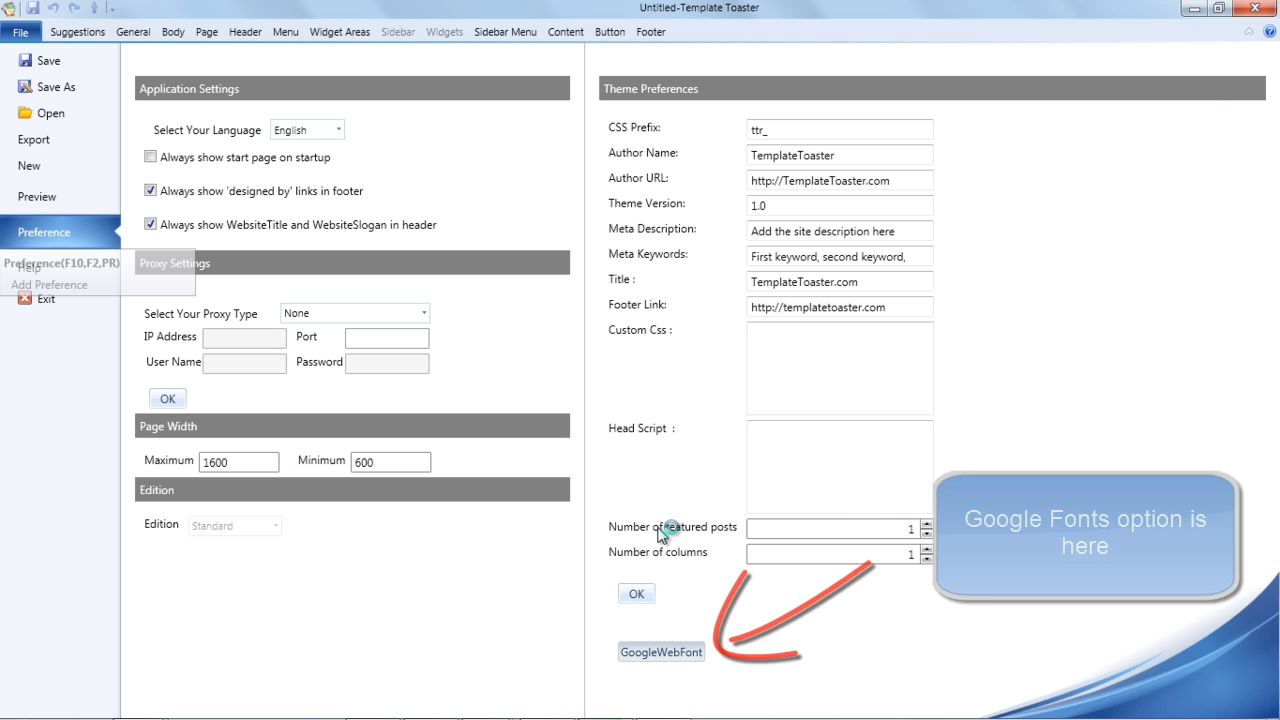 Untitled-Template Toaster
File Suggestions General Body Page Header Menu Widget Areas Sidebar Widgets Sidebar Menu Content Button Footer
Save
Save As
Open
Export
New
Preview
Preference
Preference(F10,F2,PR)
Help
Add Preference
Exit
Application Settings
Select Your Language English
Always show start page on startup
Always show 'designed by' links in footer
Always show WebsiteTitle and WebsiteSlogan in header
Proxy Settings
Select Your Proxy Type None
IP Address Port
User Name Password
OK
Page Width
Maximum 1600 Minimum 600
Edition
Edition Standard
Theme Preferences
CSS Prefix: ttr_
Author Name: TemplateToaster
Author URL: http://TemplateToaster.com
Theme Version: 1.0
Meta Description: Add the site description here
Meta Keywords: First keyword, second keyword,
Title : TemplateToaster.com
Footer Link: http://templatetoaster.com
Custom Css :
Head Script :
Number of featured posts 1
Number of columns 1
OK
GoogleWebFont
Google Fonts option is
here